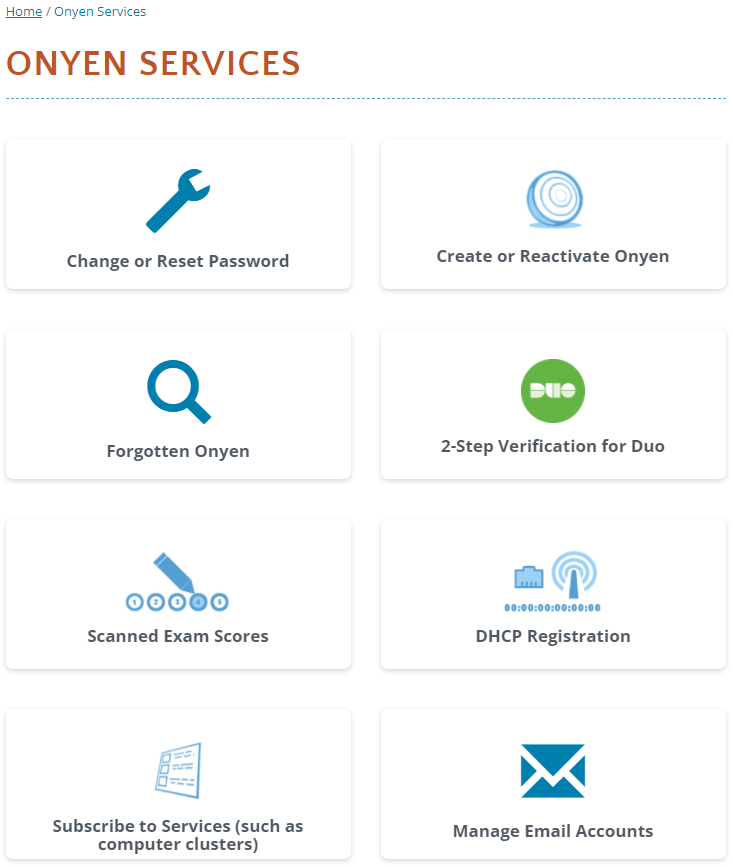 Home / Onyen Services
ONYEN SERVICES
Change or Reset Password
Create or Reactivate Onyen
Forgotten Onyen
DUO
2-Step Verification for Duo
1 2 3 4 5
Scanned Exam Scores
00:00:00:00:00:00
DHCP Registration
Subscribe to Services (such as
computer clusters)
Manage Email Accounts